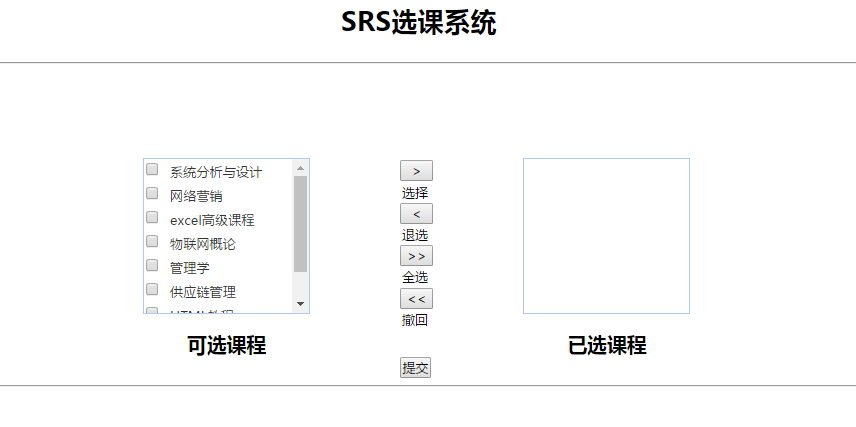 SRS选课系统
系统分析与设计
网络营销
excel高级课程
物联网概论
管理学
供应链管理
可选课程
>
选择
<
退选
>>
全选
<<
撤回
提交
已选课程